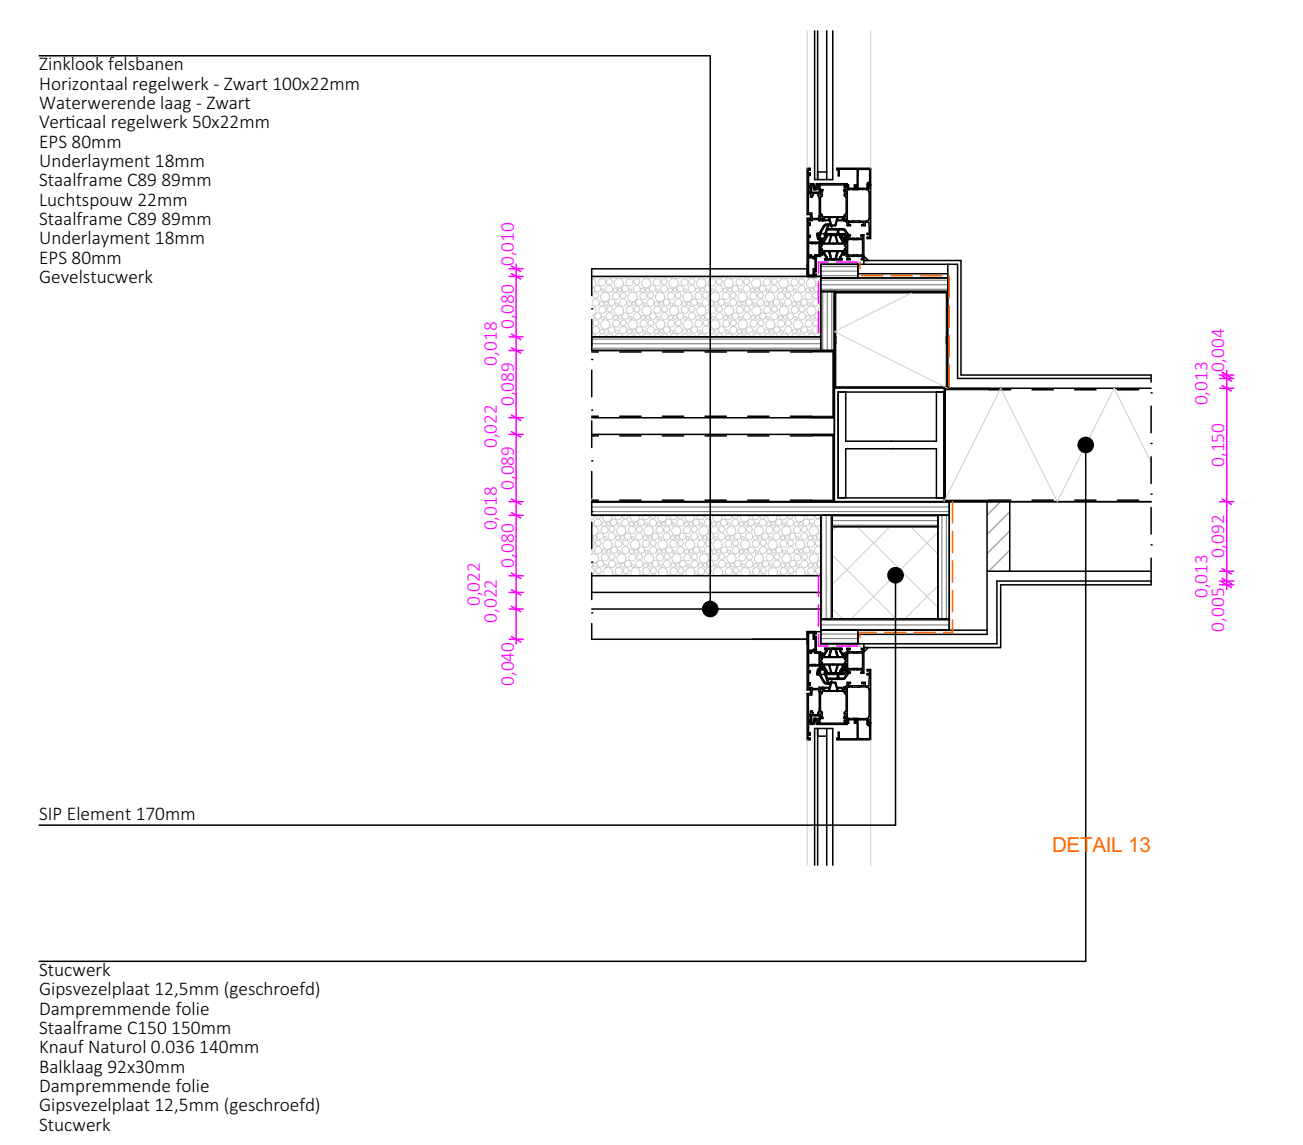 Zinklook felsbanen
Horizontaal regelwerk - Zwart 100x22mm
Waterwerende laag - Zwart
Verticaal regelwerk 50x22mm
EPS 80mm
Underlayment 18mm
Staalframe C89 89mm
Luchtspouw 22mm
Staalframe C89 89mm
Underlayment 18mm
EPS 80mm
Gevelstucwerk
0,010
0,080
0,018
0,089
0,022
0,089
0,018
0,080
0,022
0,022
0,040
0,004
0,013
0,150
0,092
0,013
0,005
SIP Element 170mm
DETAIL 13
Stucwerk
Gipsvezelplaat 12,5mm (geschroefd)
Dampremmende folie
Staalframe C150 150mm
Knauf Naturol 0.036 140mm
Balklaag 92x30mm
Dampremmende folie
Gipsvezelplaat 12,5mm (geschroefd)
Stucwerk